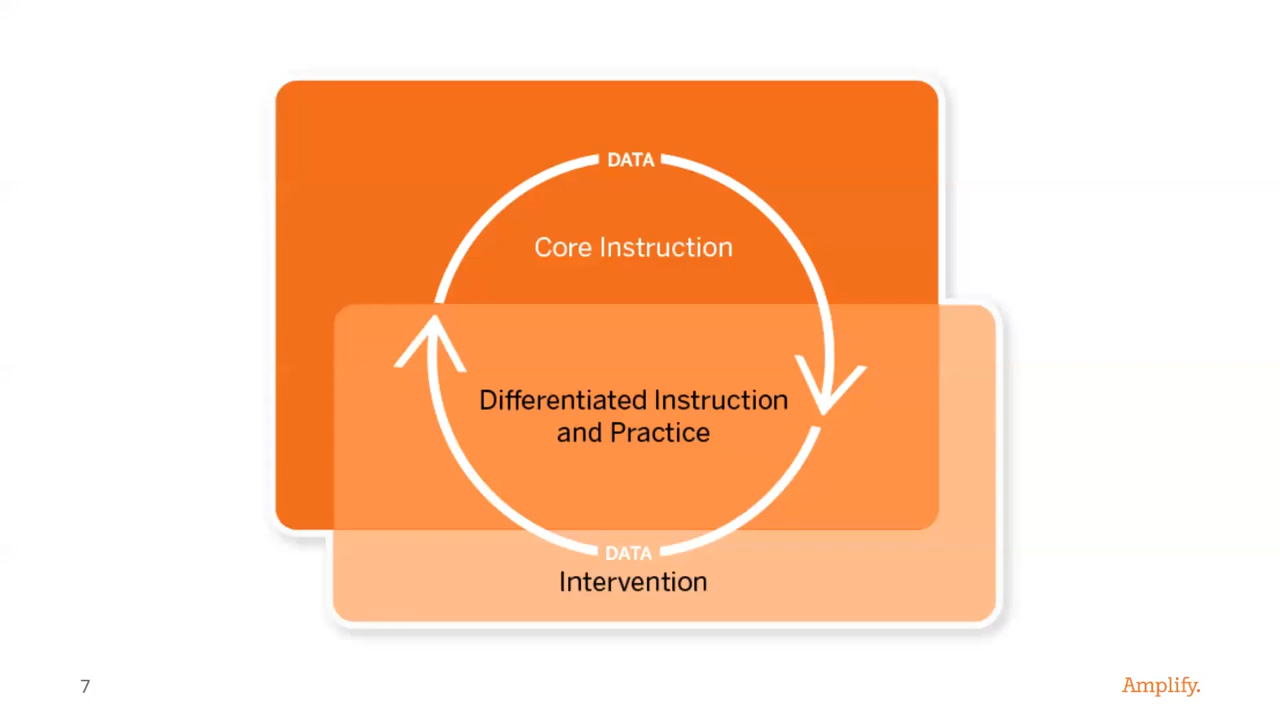 DATA
Core Instruction
Differentiated Instruction
and Practice
DATA
Intervention
7
Amplify.